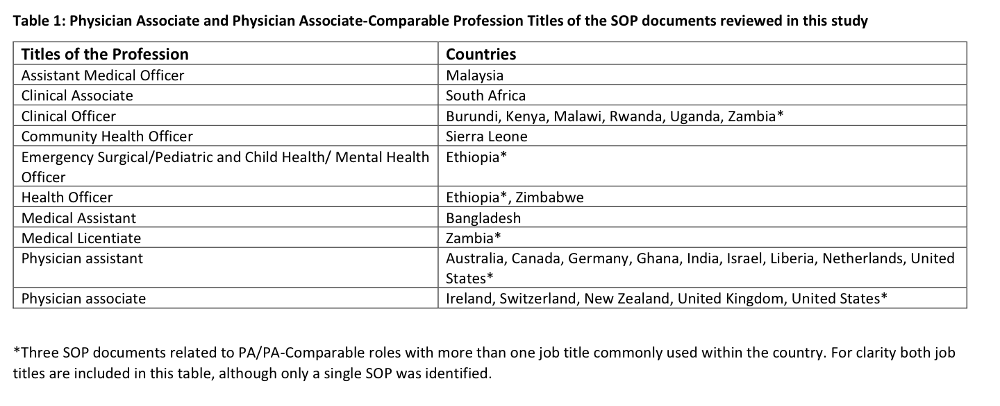 Table 1: Physician Associate and Physician Associate-Comparable Profession Titles of the SOP documents reviewed in this study
Titles of the Profession Countries
Assistant Medical Officer Malaysia
Clinical Associate South Africa
Clinical Officer Burundi, Kenya, Malawi, Rwanda, Uganda, Zambia*
Community Health Officer Sierra Leone
Emergency Surgical/Pediatric and Child Health/ Mental Health Ethiopia*
Officer
Health Officer Ethiopia*, Zimbabwe
Medical Assistant Bangladesh
Medical Licentiate Zambia*
Physician assistant Australia, Canada, Germany, Ghana, India, Israel, Liberia, Netherlands, United
States*
Physician associate Ireland, Switzerland, New Zealand, United Kingdom, United States*
*Three SOP documents related to PA/PA-Comparable roles with more than one job title commonly used within the country. For clarity both job
titles are included in this table, although only a single SOP was identified.